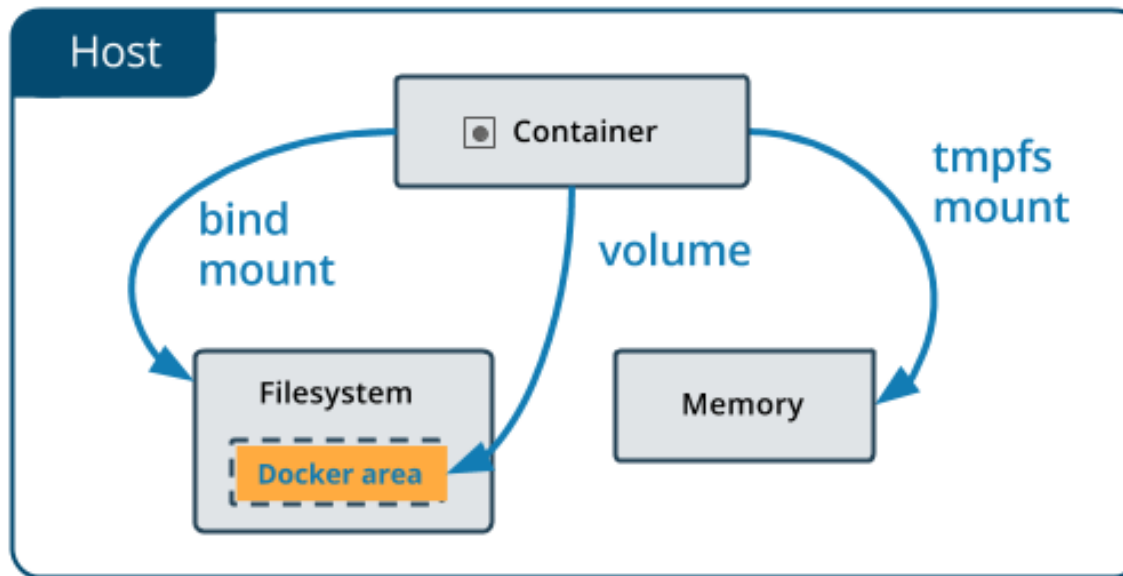 Host
Container
bind
mount
volume
tmpfs
mount
Filesystem
Docker area
Memory